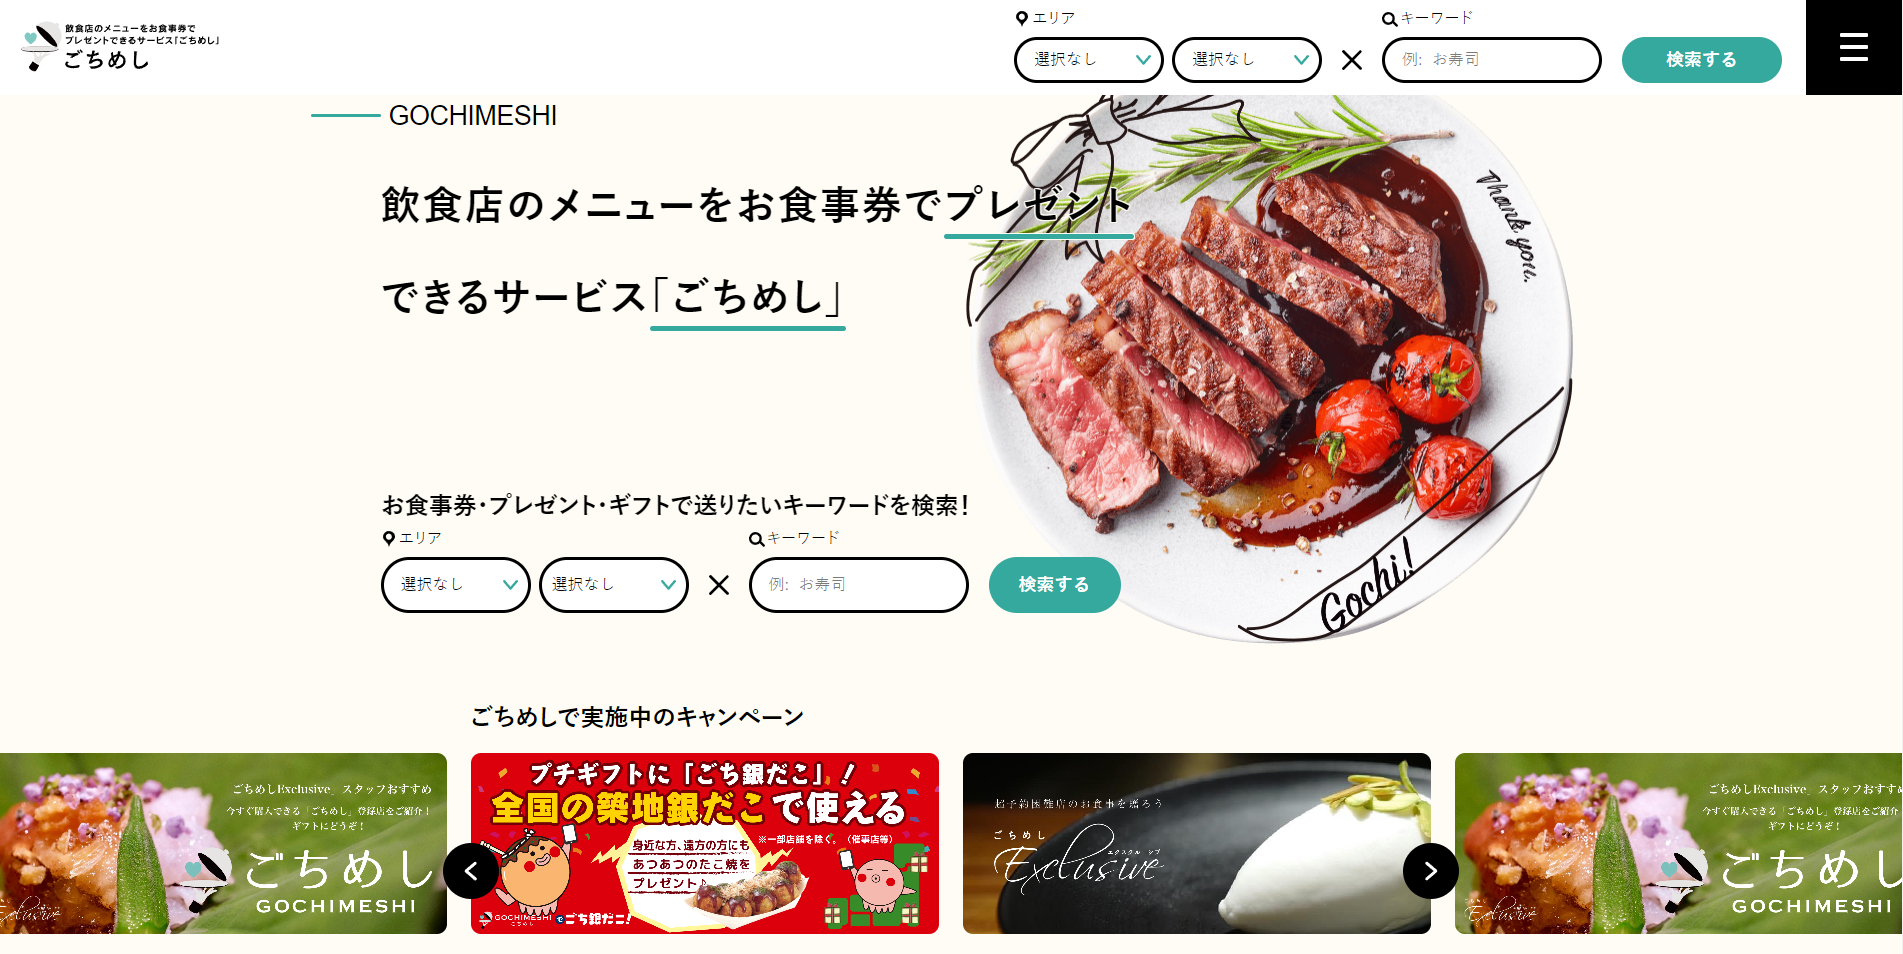 飲食店のメニューをお食事券で
プレゼントできるサービス「ごちめし」
ごちめし
エリア
キーワード
選択なし
選択なし
例: お寿司
検索する
GOCHIMESHI
飲食店のメニューをお食事券でプレゼント
できるサービス「ごちめし」
Thank you.
Gochi!
お食事券・プレゼント・ギフトで送りたいキーワードを検索！
エリア
キーワード
選択なし
選択なし
例: お寿司
検索する
ごちめしで実施中のキャンペーン
ごちめしExclusive」スタッフおすすめ
今すぐ購入できる「ごちめし」登録店をご紹介！
ギフトにどうぞ！
ごちめし
GOCHIMESHI
プチギフトに「ごち銀だこ」！
全国の築地銀だこで使える
※一部店舗を除く。（催事店等）
身近な方、遠方の方にも
あつあつのたこ焼を
プレゼント♪
GOCHIMESHI
ごちめし
で
ごち銀だこ！
超予約困難店のお食事を贈ろう
ごちめし
エクスクルーシブ
Exclusive
ごちめしExclusive」スタッフおすすめ
今すぐ購入できる「ごちめし」登録店をご紹介
ギフトにどうぞ！
ごちめし
GOCHIMESHI
Exclusive